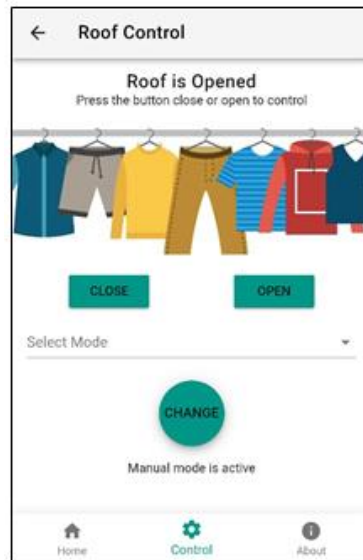 Roof Control
Roof is Opened
Press the button close or open to control
CLOSE OPEN
Select Mode
CHANGE
Manual mode is active
Home Control About